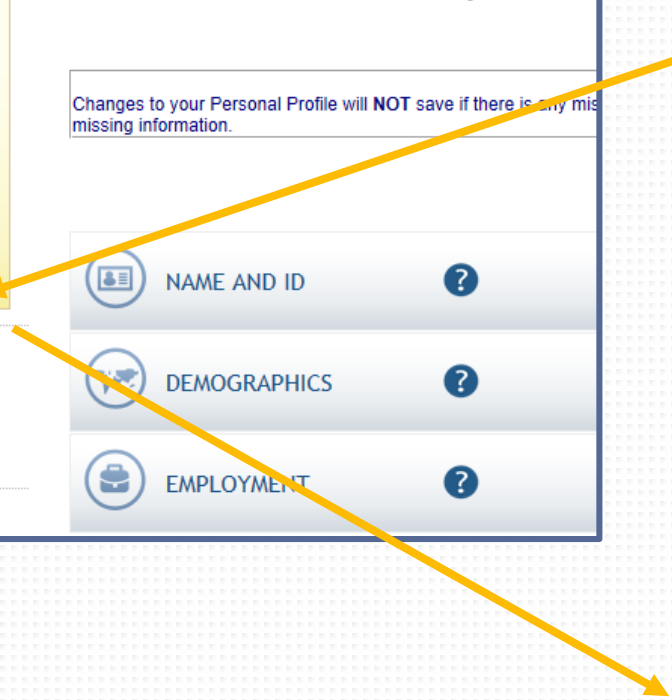 Changes to your Personal Profile will NOT save if there is any
missing information.
NAME AND ID ?
DEMOGRAPHICS ?
EMPLOYMENT ?